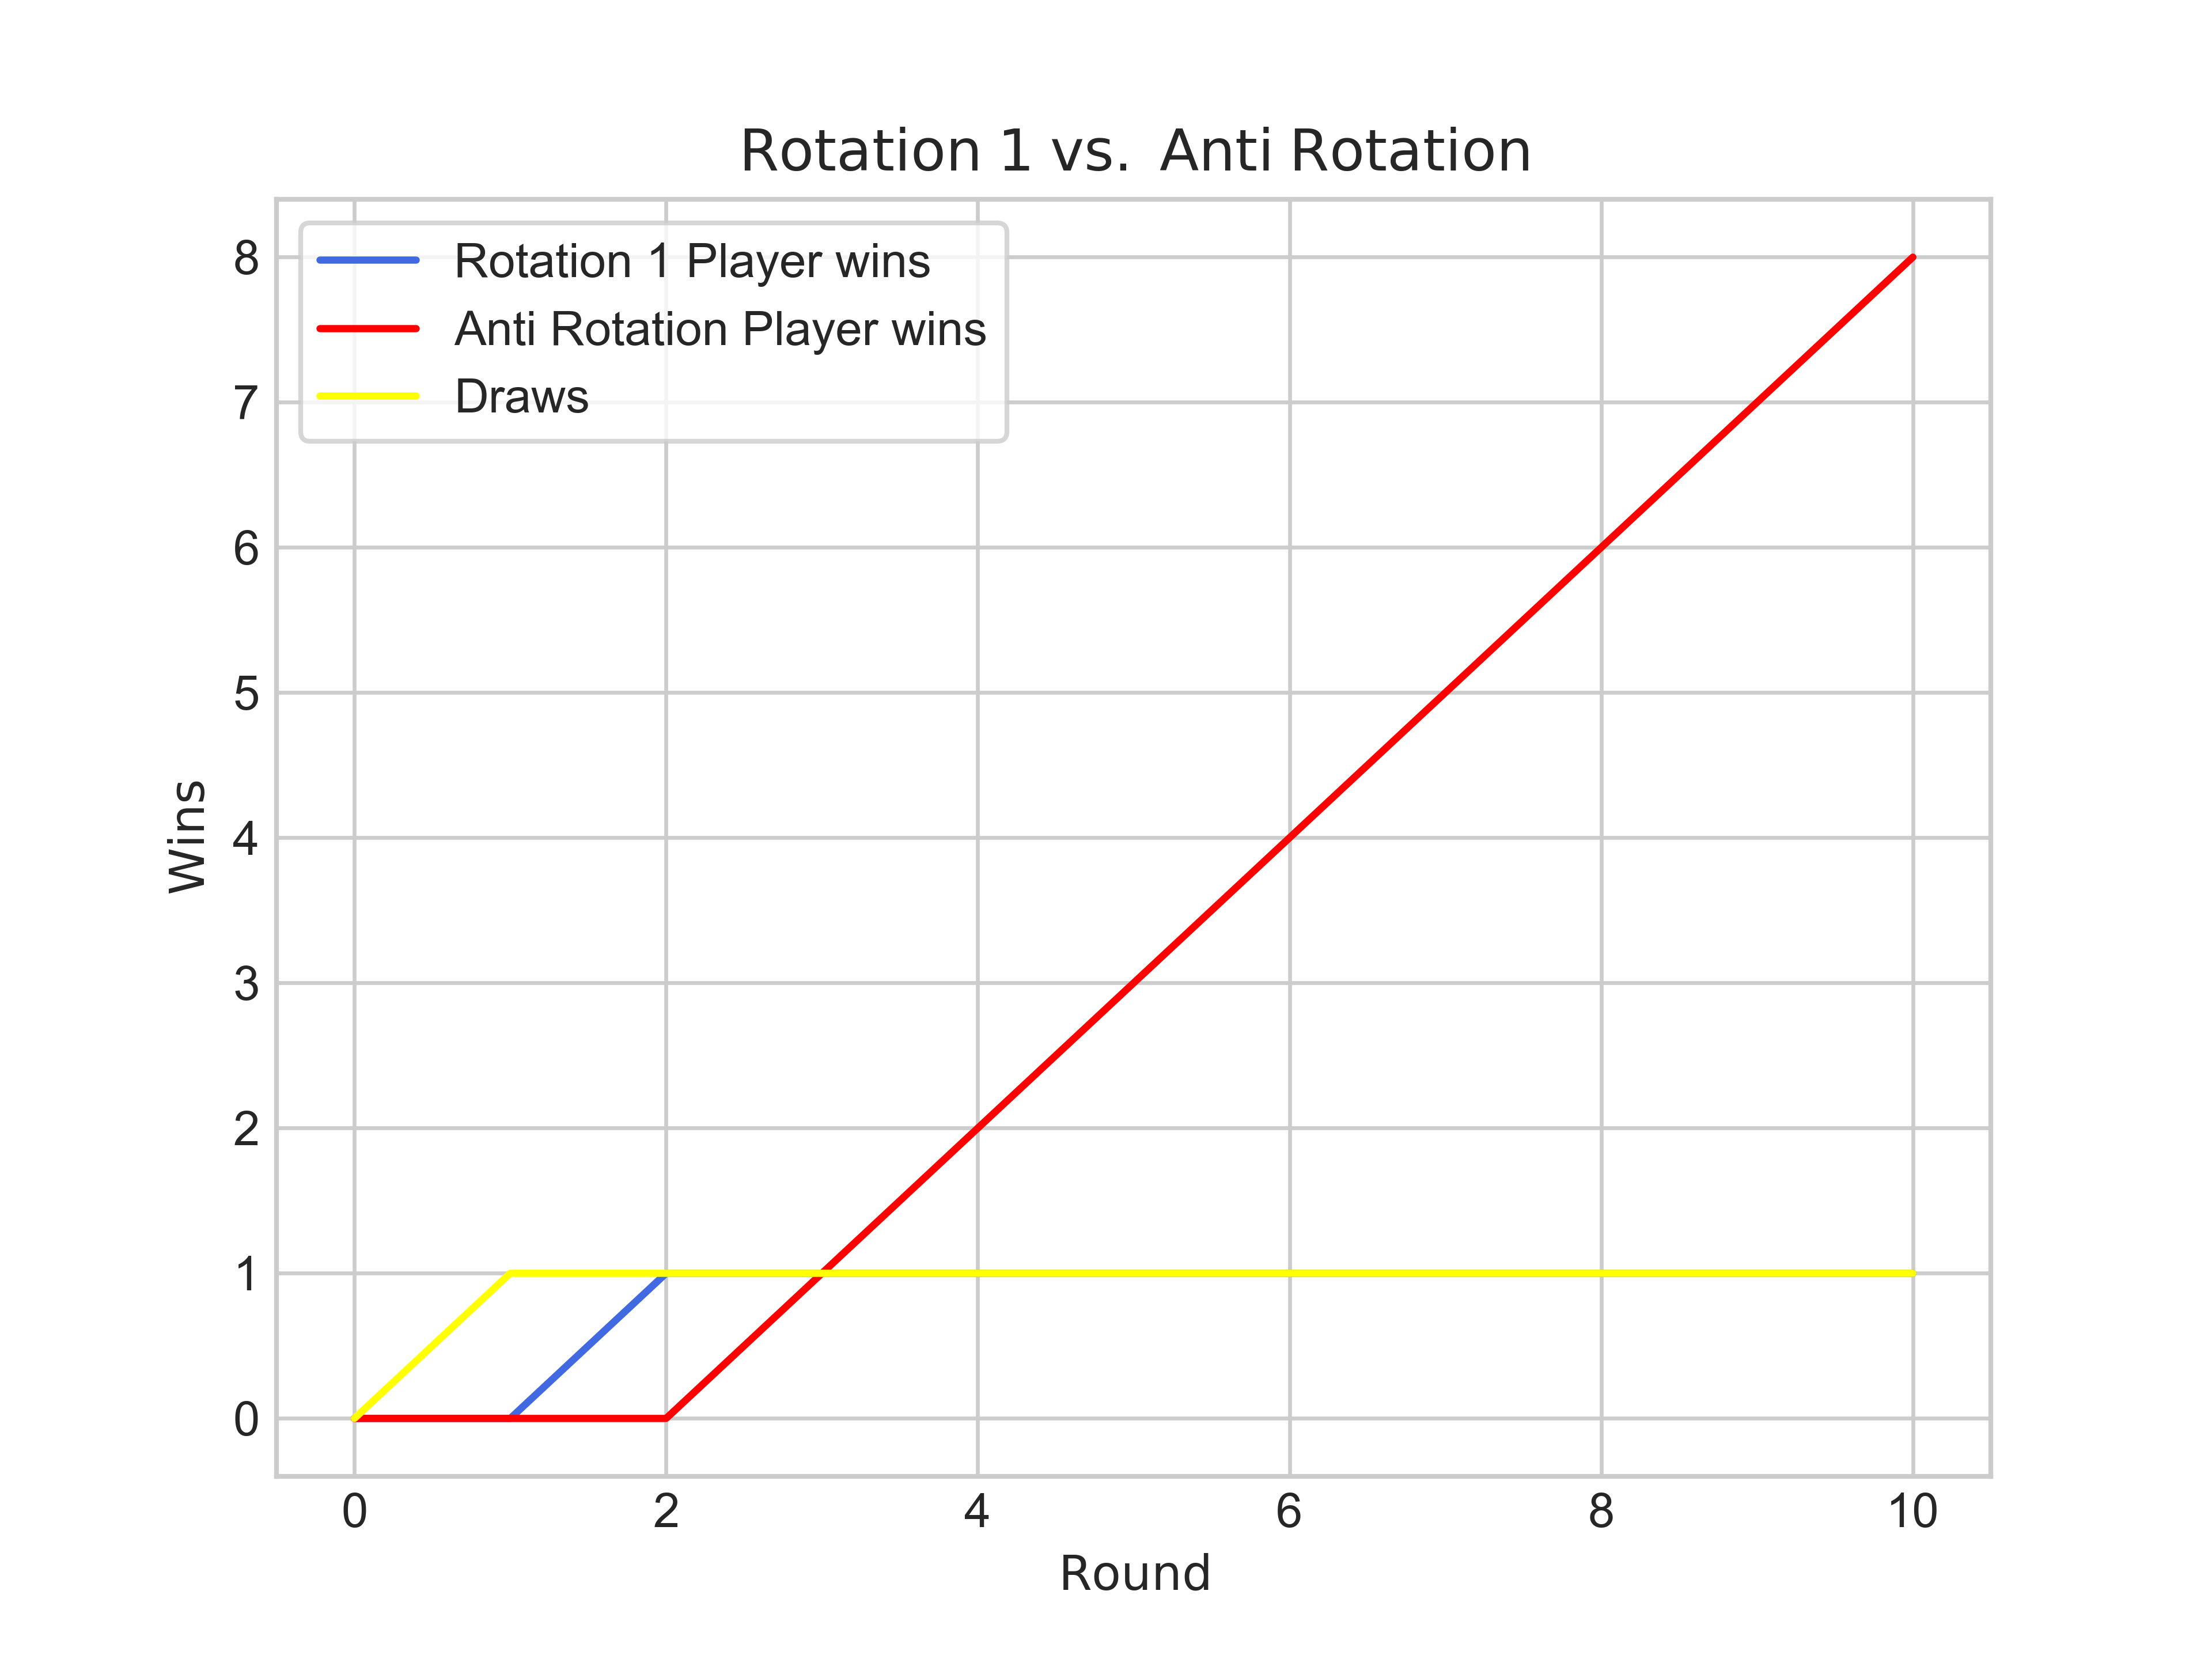 Rotation 1 vs. Anti Rotation
Rotation 1 Player wins
Anti Rotation Player wins
Draws
8
7
6
5
4
3
2
1
0
Wins
0 2 4 6 8 10
Round